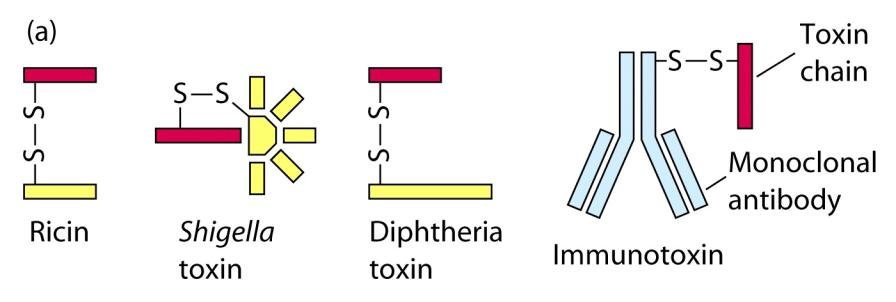 (a)
S
S
Ricin
S–S
Shigella
toxin
S
S
Diphtheria
toxin
S–S
Toxin
chain
Monoclonal
antibody
Immunotoxin